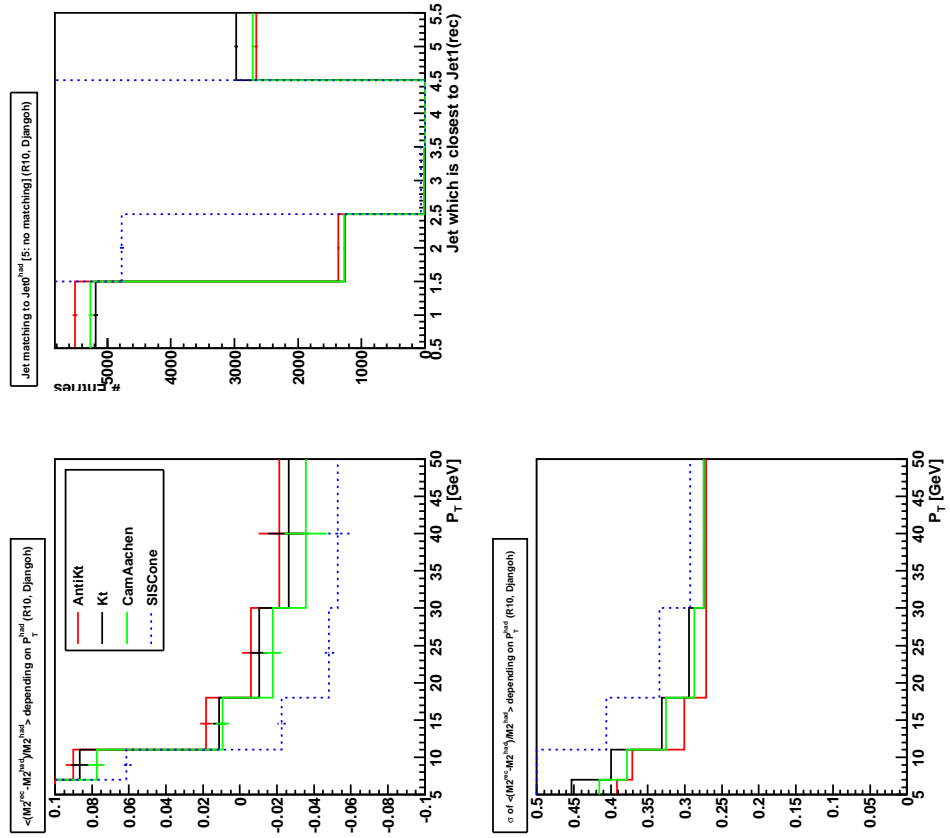 <(M2^rec-M2^had)/M2^had> depending on P_T^had (R10, Djangoh)
AntiKt
Kt
CamAachen
SISCone
0.1
0.08
0.06
0.04
0.02
0
-0.02
-0.04
-0.06
-0.08
-0.1
5 10 15 20 25 30 35 40 45 50
P_T [GeV]
Jet matching to Jet0^had [5: no matching] (R10, Djangoh)
# Entries
5000
4000
3000
2000
1000
0
0.5 1 1.5 2 2.5 3 3.5 4 4.5 5 5.5
Jet which is closest to Jet1(rec)
σ of <(M2^rec-M2^had)/M2^had> depending on P_T^had (R10, Djangoh)
0.5
0.45
0.4
0.35
0.3
0.25
0.2
0.15
0.1
0.05
0
5 10 15 20 25 30 35 40 45 50
P_T [GeV]